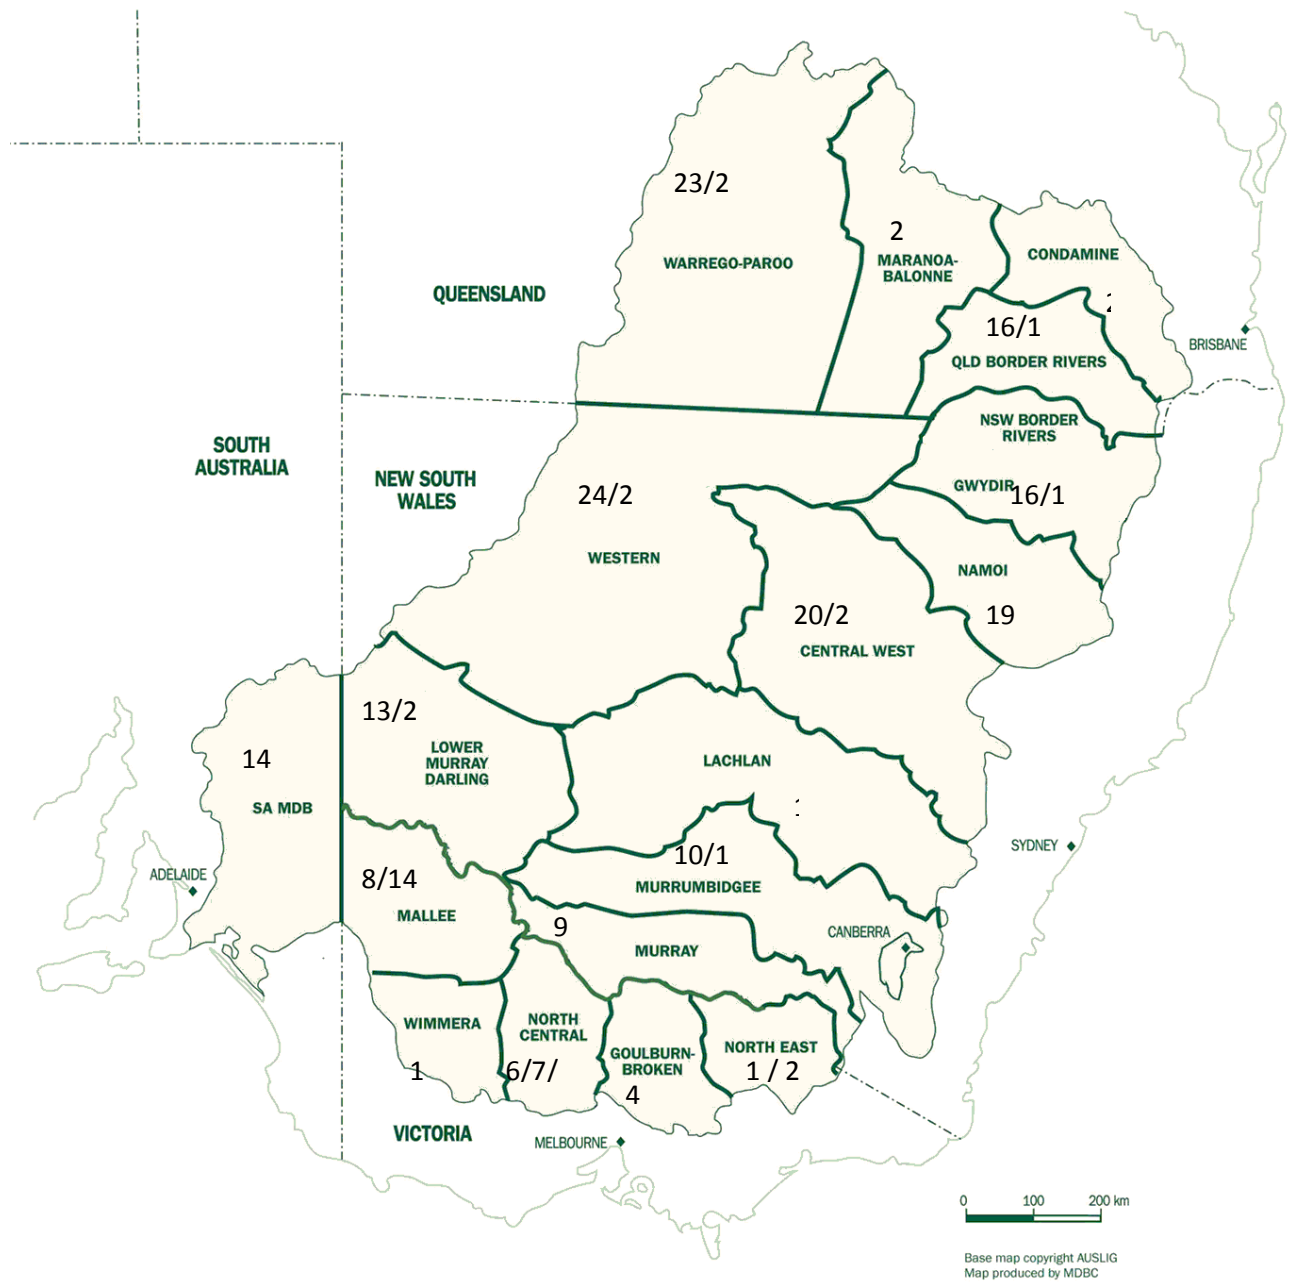 23/2
WARREGO-PAROO
2
MARANOA-
BALONNE
CONDAMINE
QUEENSLAND
16/1
QLD BORDER RIVERS
BRISBANE
NSW BORDER
RIVERS
SOUTH
AUSTRALIA
NEW SOUTH
WALES
24/2
GWYDIR
16/1
WESTERN
NAMOI
20/2
19
CENTRAL WEST
13/2
LOWER
MURRAY
DARLING
14
LACHLAN
SA MDB
SYDNEY
10/1
ADELAIDE
8/14
MURRUMBIDGEE
MALLEE
9
CANBERRA
MURRAY
WIMMERA
NORTH
CENTRAL
GOULBURN-
BROKEN
NORTH EAST
1
6/7/
4
1 / 2
VICTORIA
MELBOURNE
0 100 200 km
Base map copyright AUSLIG
Map produced by MDBC